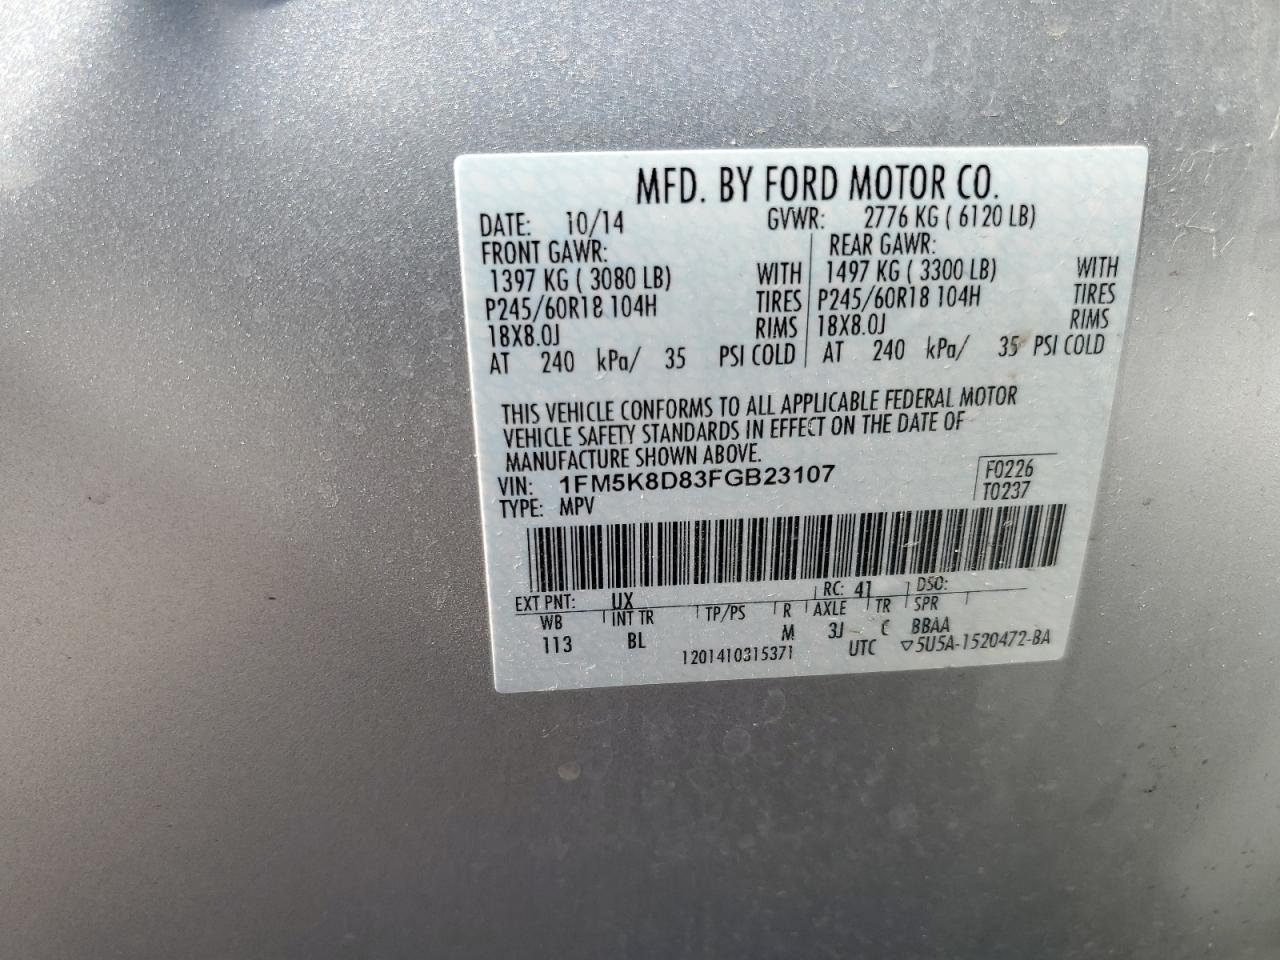 MFD. BY FORD MOTOR CO.
DATE: 10/14 GVWR: 2776 KG ( 6120 LB)
FRONT GAWR: REAR GAWR:
1397 KG ( 3080 LB) WITH 1497 KG ( 3300 LB) WITH
P245/60R18 104H TIRES P245/60R18 104H TIRES
18X8.0J RIMS 18X8.0J RIMS
AT 240 kPa/ 35 PSI COLD AT 240 kPa/ 35 PSI COLD
THIS VEHICLE CONFORMS TO ALL APPLICABLE FEDERAL MOTOR
VEHICLE SAFETY STANDARDS IN EFFECT ON THE DATE OF
MANUFACTURE SHOWN ABOVE.
VIN: 1FM5K8D83FGB23107 F0226
TYPE: MPV T0237
EXT PNT: UX RC: 41 DSO:
WB INT TR TP/PS R AXLE TR SPR
113 BL M 3J C BBAA
1201410315371 UTC ▽5U5A-1520472-BA